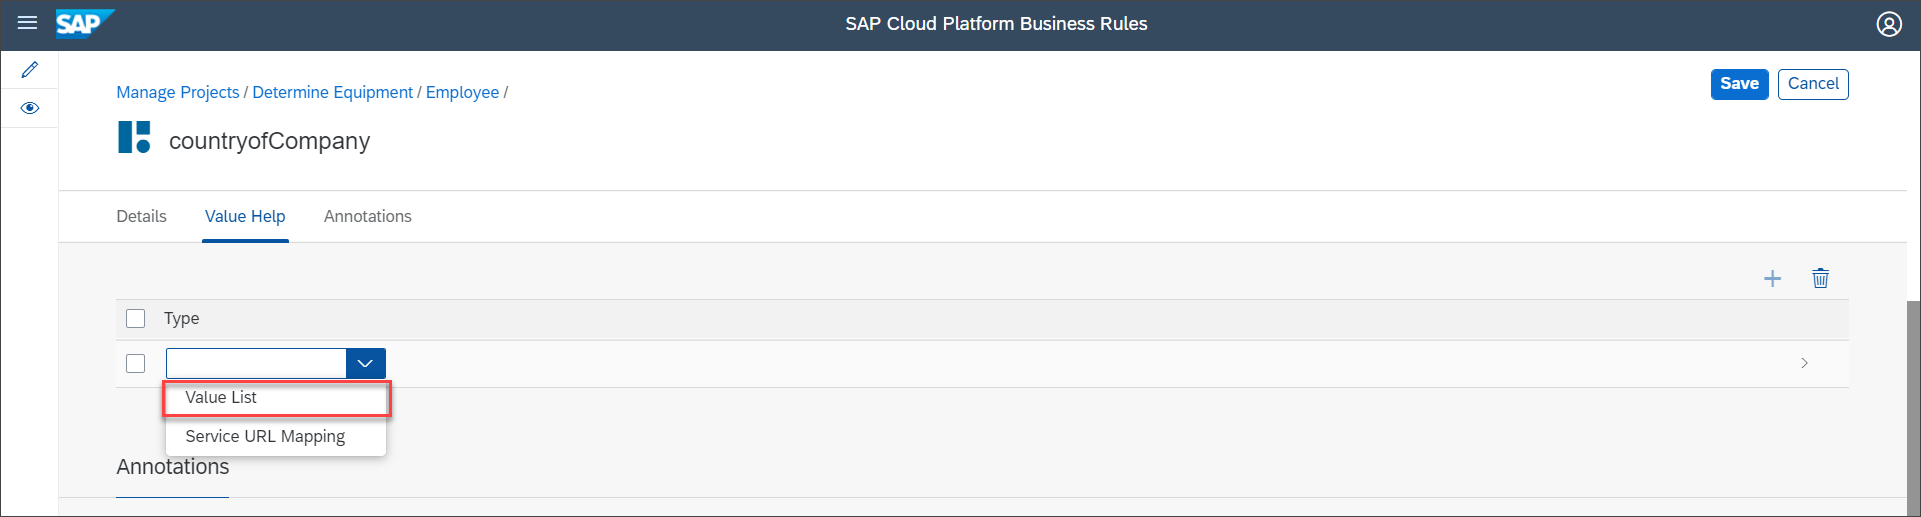 SAP SAP Cloud Platform Business Rules
Manage Projects / Determine Equipment / Employee /
Save Cancel
countryofCompany
Details Value Help Annotations
Type
Value List
Service URL Mapping
Annotations